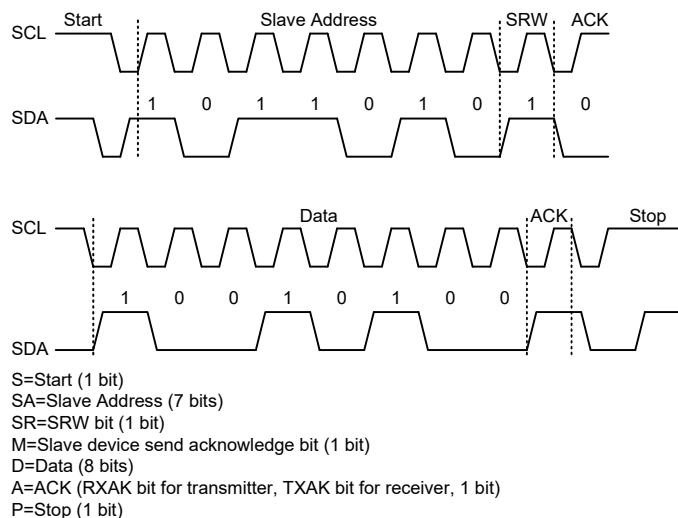 Start Slave Address SRW ACK
SCL
1 0 1 1 0 1 0 1 0
SDA
Data ACK Stop
SCL
1 0 0 1 0 1 0 0
SDA
S=Start (1 bit)
SA=Slave Address (7 bits)
SR=SRW bit (1 bit)
M=Slave device send acknowledge bit (1 bit)
D=Data (8 bits)
A=ACK (RXAK bit for transmitter, TXAK bit for receiver, 1 bit)
P=Stop (1 bit)